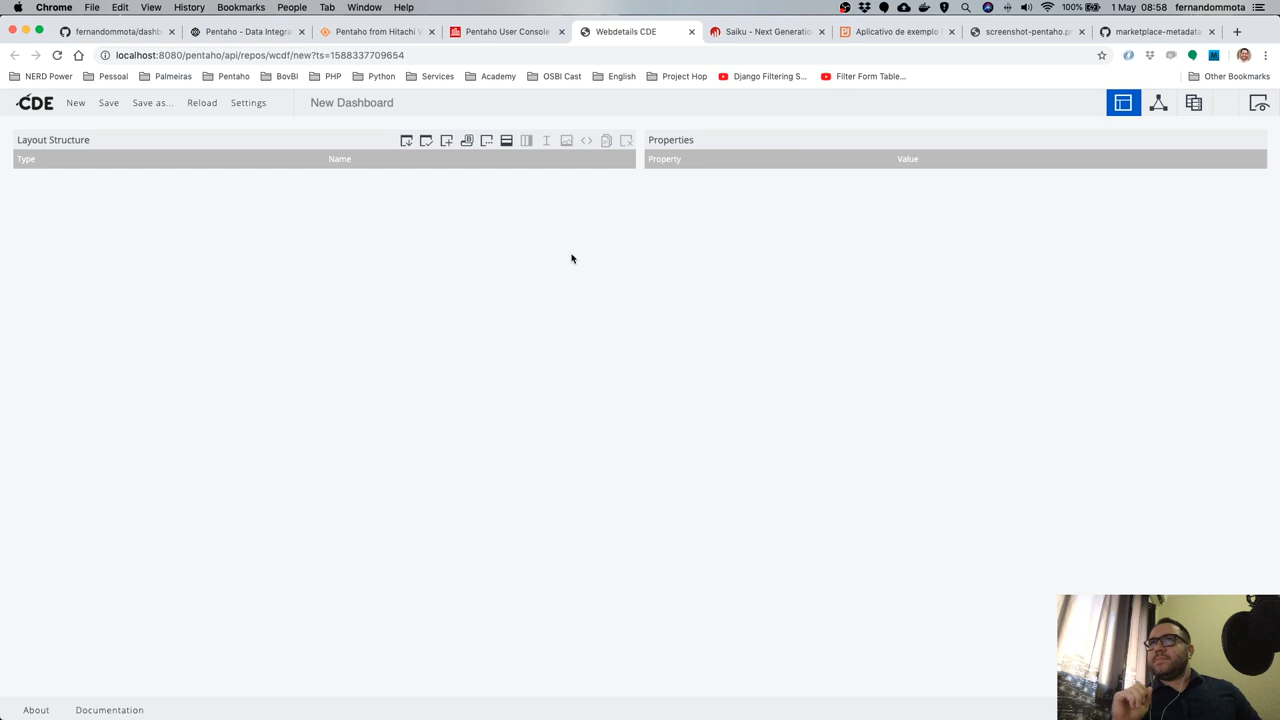 Chrome File Edit View History Bookmarks People Tab Window Help 100% 1 May 08:58 fernandommota
fernandommota/dashb Pentaho - Data Integra Pentaho from Hitachi V Pentaho User Console Webdetails CDE Saiku - Next Generatio Aplicativo de exemplo screenshot-pentaho.pr marketplace-metadata
localhost:8080/pentaho/api/repos/wcdf/new?ts=1588337709654
NERD Power Pessoal Palmeiras Pentaho BovBI PHP Python Services Academy OSBI Cast English Project Hop Django Filtering S... Filter Form Table... Other Bookmarks
CDE New Save Save as... Reload Settings New Dashboard
Layout Structure Properties
Type Name Property Value
About Documentation